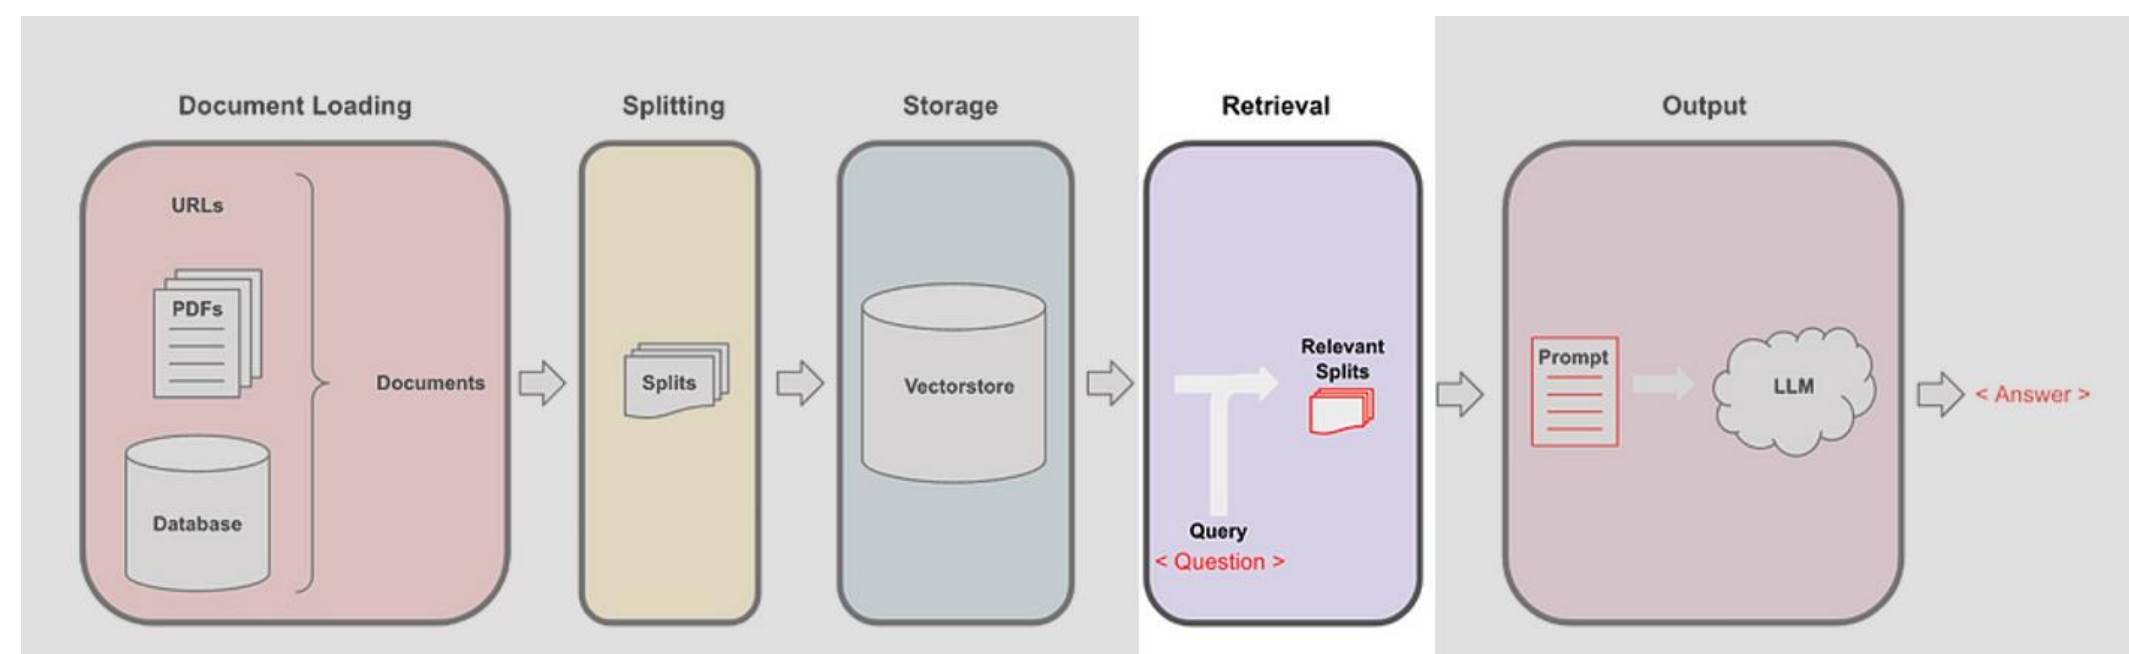 Document Loading
Splitting
Storage
Retrieval
Output
URLs
PDFs
Documents
Database
Splits
Vectorstore
Relevant
Splits
Query
< Question >
Prompt
LLM
< Answer >